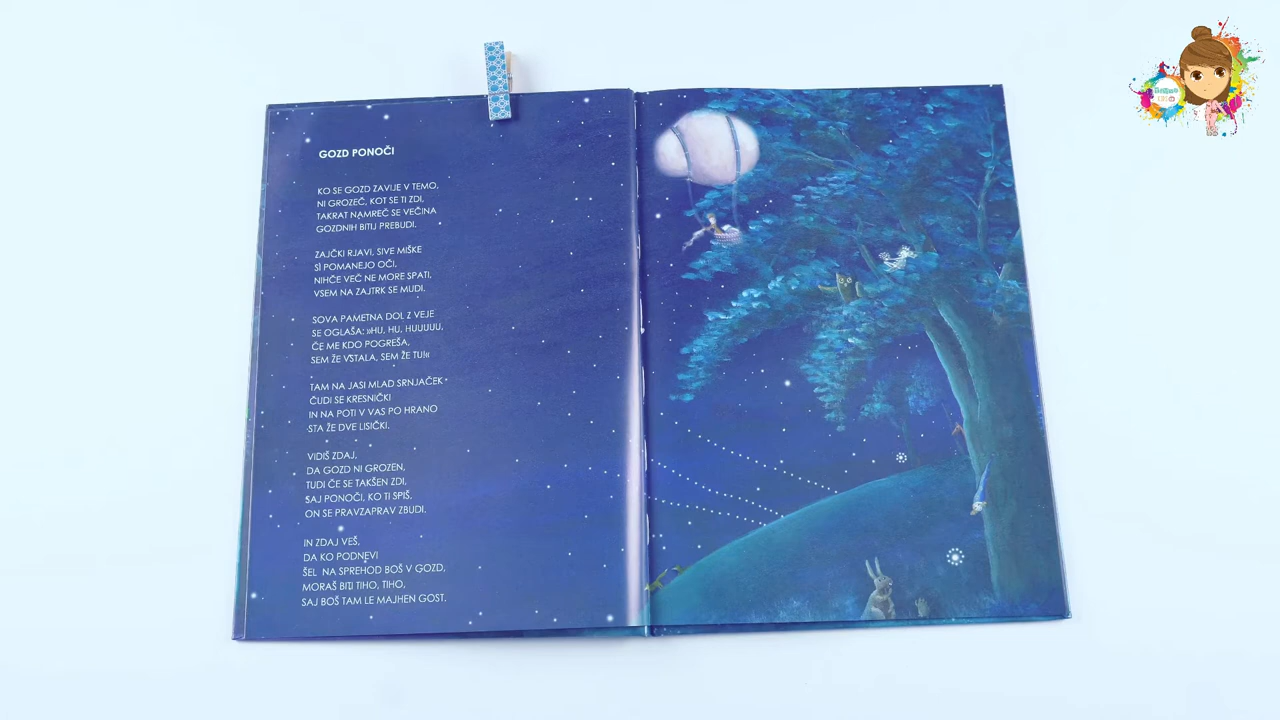 GOZD PONOČI
KO SE GOZD ZAVIJE V TEMO,
NI GROZEČ, KOT SE TI ZDI,
TAKRAT NAMREČ SE VEČINA
GOZDNIH BITIJ PREBUDI.
ZAJČKI RJAVI, SIVE MIŠKE
SI POMANEJO OČI,
NIHČE VEČ NE MORE SPATI,
VSEM NA ZAJTRK SE MUDI.
SOVA PAMETNA DOL Z VEJE
SE OGLAŠA: »HU, HU, HUUUUU,
ČE ME KDO POGREŠA,
SEM ŽE VSTALA, SEM ŽE TU!«
TAM NA JASI MLAD SRNJAČEK
ČUDI SE KRESNIČKI
IN NA POTI V VAS PO HRANO
STA ŽE DVE LISIČKI.
VIDIŠ ZDAJ,
DA GOZD NI GROZEN,
TUDI ČE SE TAKŠEN ZDI,
SAJ PONOČI, KO TI SPIŠ,
ON SE PRAVZAPRAV ZBUDI.
IN ZDAJ VEŠ,
DA KO PODNEVI
ŠEL NA SPREHOD BOŠ V GOZD,
MORAŠ BITI TIHO, TIHO,
SAJ BOŠ TAM LE MAJHEN GOST.